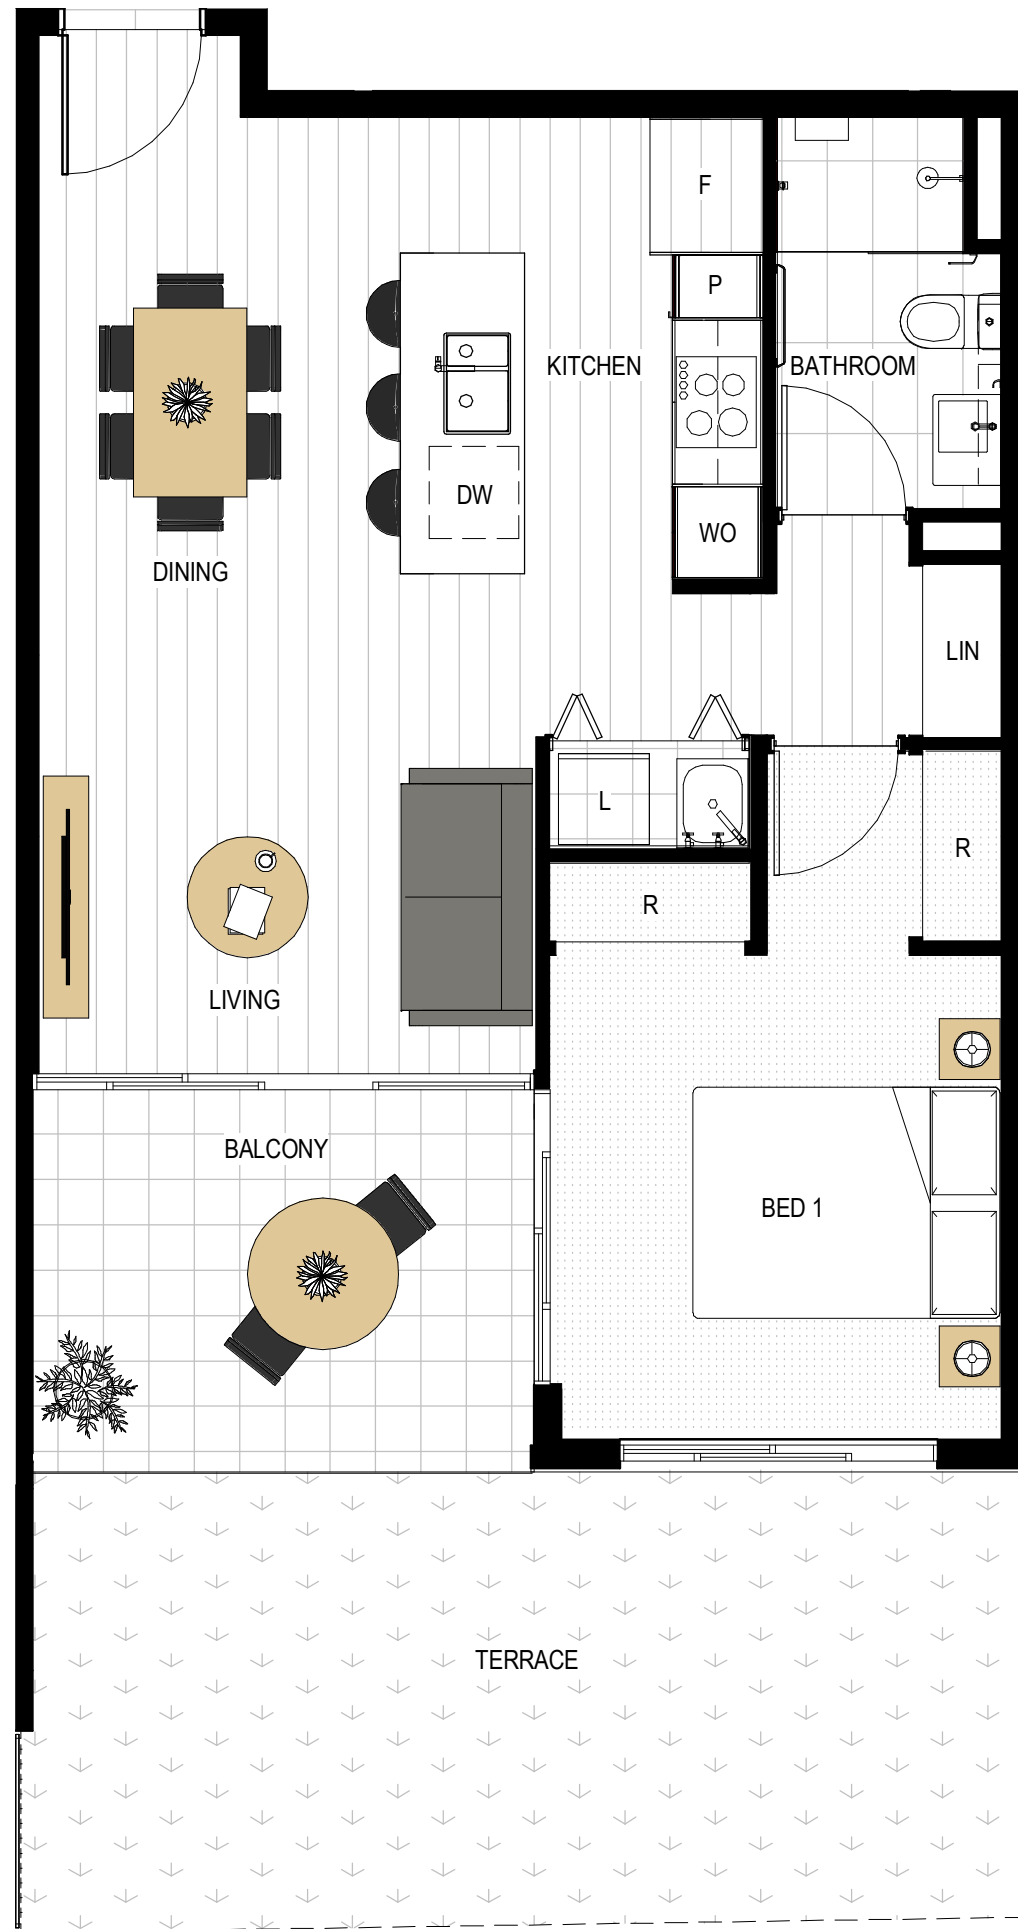 F
P
KITCHEN
BATHROOM
DW
WO
DINING
LIN
L
R
R
LIVING
BALCONY
BED 1
TERRACE